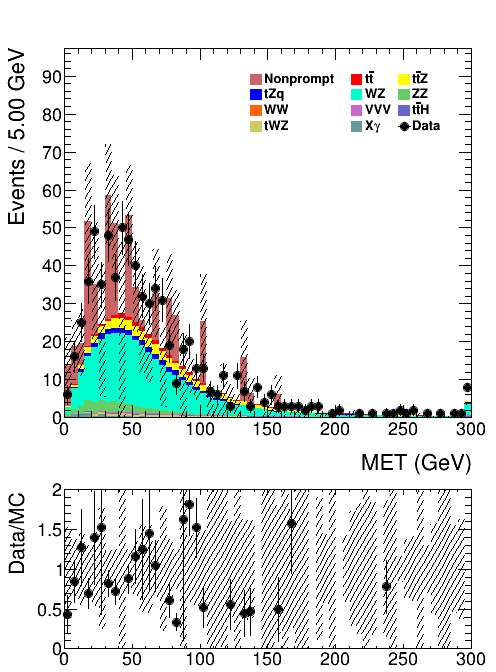 Events / 5.00 GeV
90
80
70
60
50
40
30
20
10
0
Nonprompt tt̄ tt̄Z
tZq WZ ZZ
WW VVV tt̄H
tWZ Xγ Data
0 50 100 150 200 250 300
MET (GeV)
Data/MC
2
1.5
1
0.5
0
0 50 100 150 200 250 300